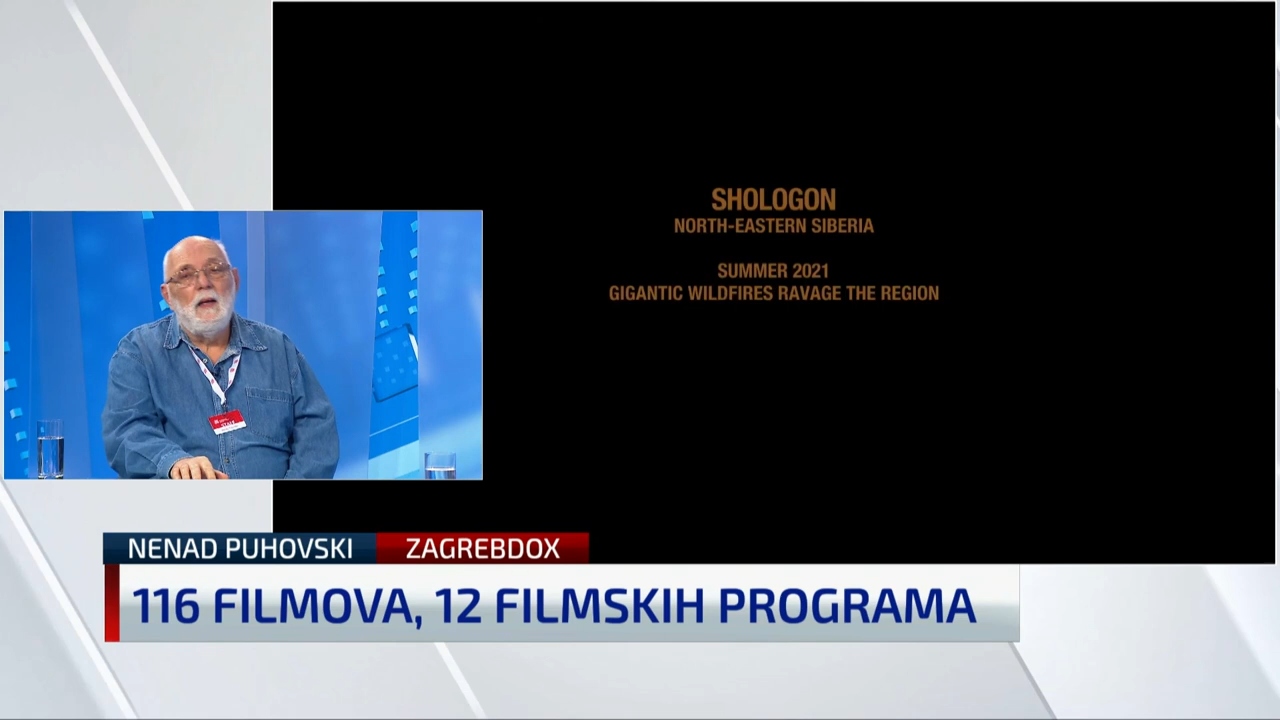 SHOLOGON
NORTH-EASTERN SIBERIA
SUMMER 2021
GIGANTIC WILDFIRES RAVAGE THE REGION
STAFF
NENAD PUHOVSKI
ZAGREBDOX
116 FILMOVA, 12 FILMSKIH PROGRAMA